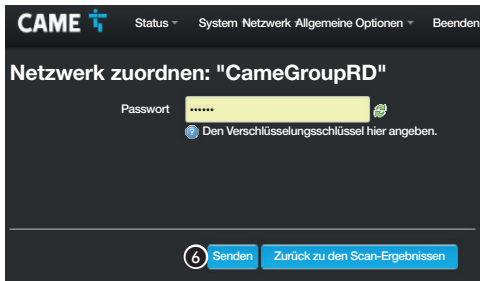 CAME Status System Netzwerk Allgemeine Optionen Beenden
Netzwerk zuordnen: "CameGroupRD"
Passwort ••••••
Den Verschlüsselungsschlüssel hier angeben.
6 Senden Zurück zu den Scan-Ergebnissen